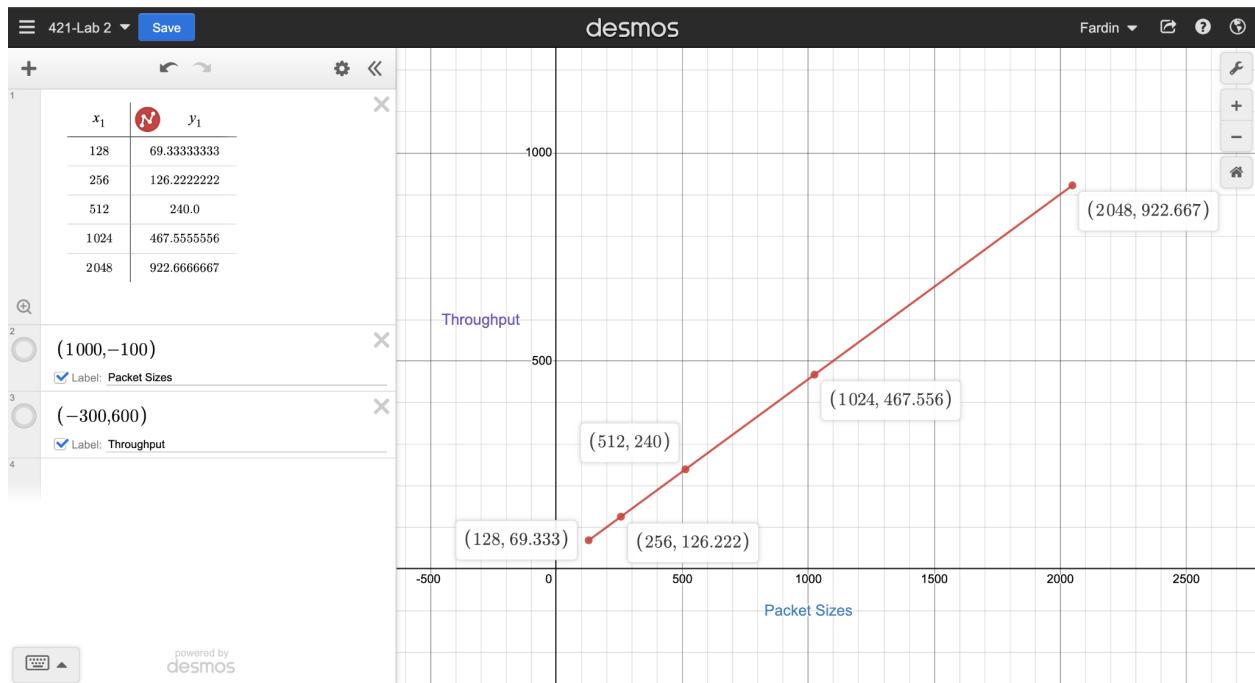 421-Lab 2
Save
desmos
Fardin
1
x₁ y₁
128 69.33333333
256 126.2222222
512 240.0
1024 467.5555556
2048 922.6666667
2
(1000,−100)
Label: Packet Sizes
3
(−300,600)
Label: Throughput
4
powered by
desmos
1000
(2048, 922.667)
Throughput
500
(1024, 467.556)
(512, 240)
(128, 69.333)
(256, 126.222)
-500 0 500 1000 1500 2000 2500
Packet Sizes